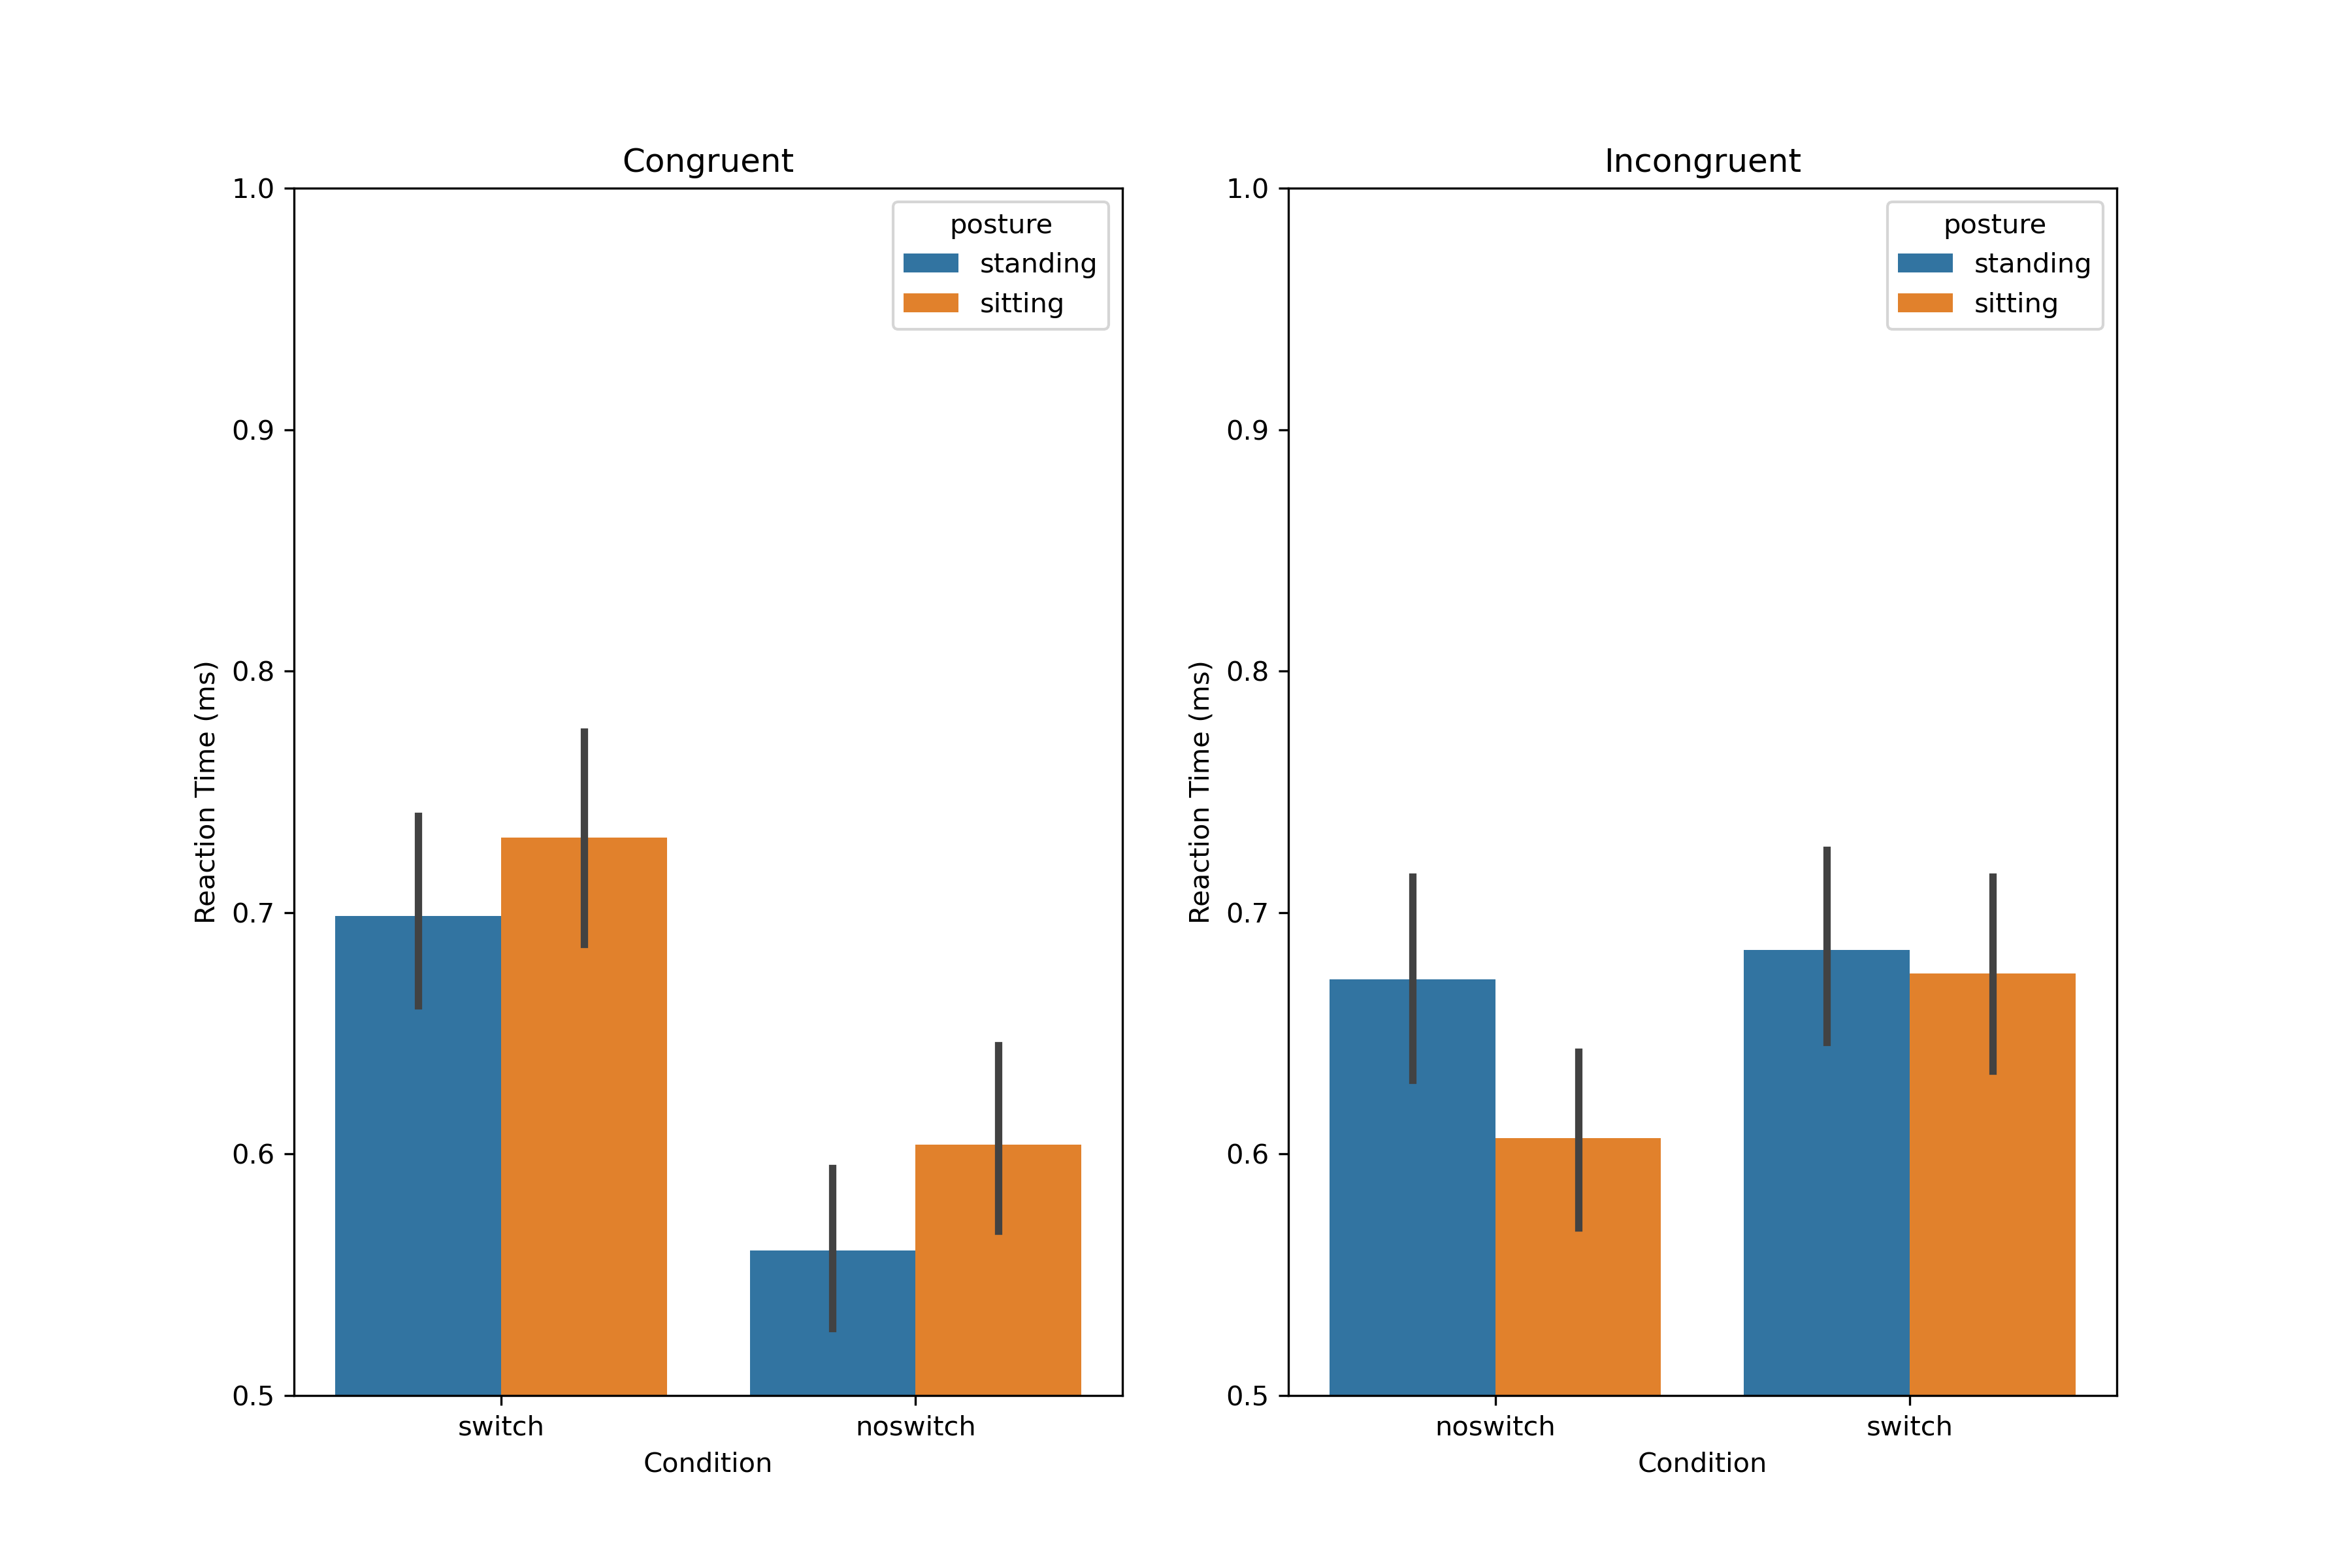 Congruent
1.0
0.9
0.8
0.7
0.6
0.5
Reaction Time (ms)
posture
standing
sitting
switch noswitch
Condition
Incongruent
1.0
0.9
0.8
0.7
0.6
0.5
Reaction Time (ms)
posture
standing
sitting
noswitch switch
Condition